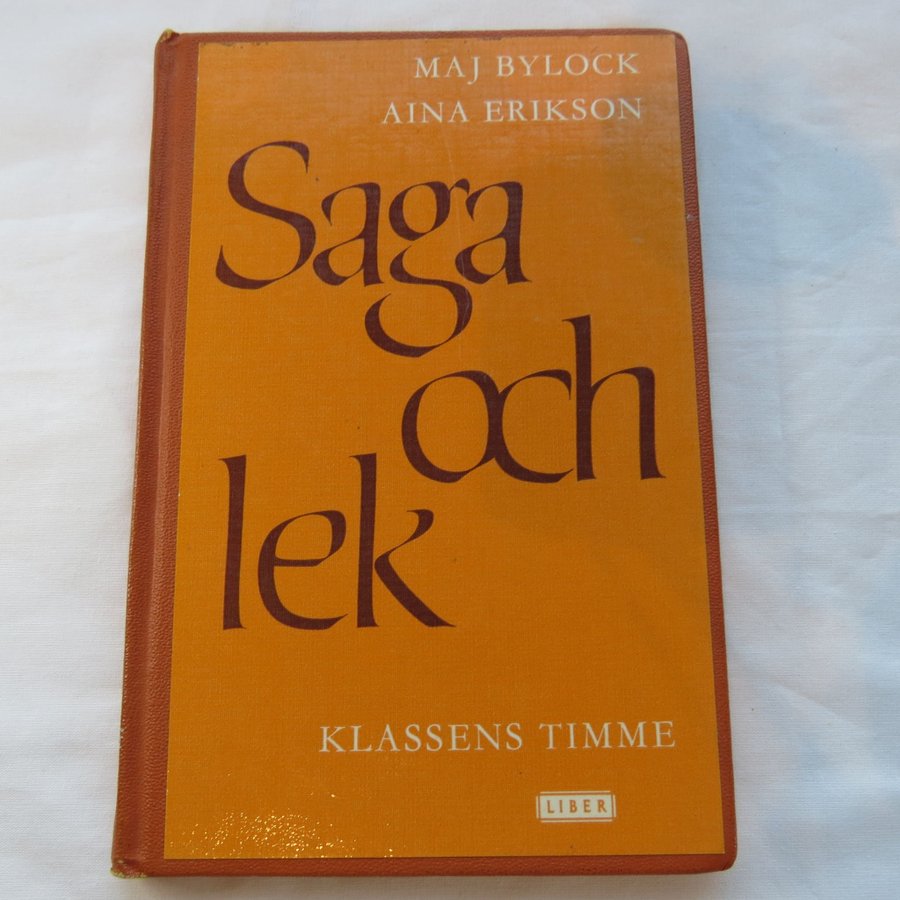 MAJ BYLOCK
AINA ERIKSON
Saga
och
lek
KLASSENS TIMME
LIBER